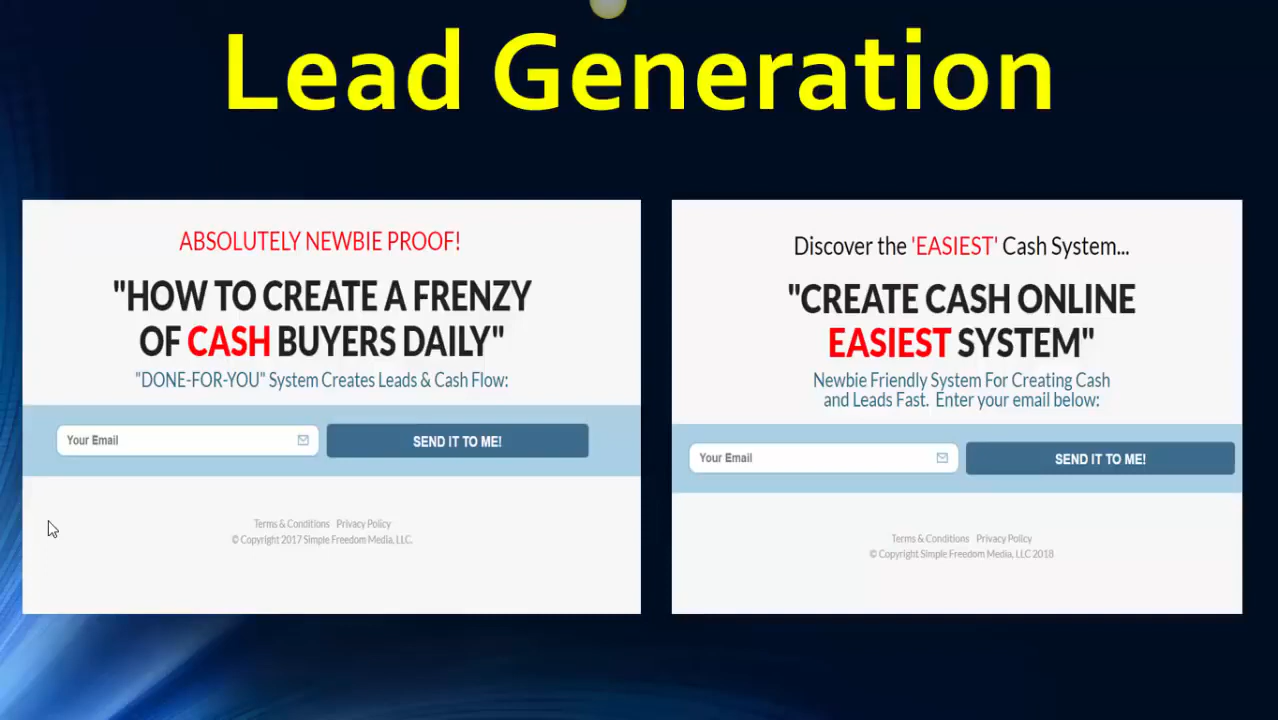 Lead Generation
ABSOLUTELY NEWBIE PROOF!
"HOW TO CREATE A FRENZY
OF CASH BUYERS DAILY"
"DONE-FOR-YOU" System Creates Leads & Cash Flow:
Your Email
SEND IT TO ME!
Terms & Conditions Privacy Policy
© Copyright 2017 Simple Freedom Media, LLC.
Discover the 'EASIEST' Cash System...
"CREATE CASH ONLINE
EASIEST SYSTEM"
Newbie Friendly System For Creating Cash
and Leads Fast. Enter your email below:
Your Email
SEND IT TO ME!
Terms & Conditions Privacy Policy
© Copyright Simple Freedom Media, LLC 2018